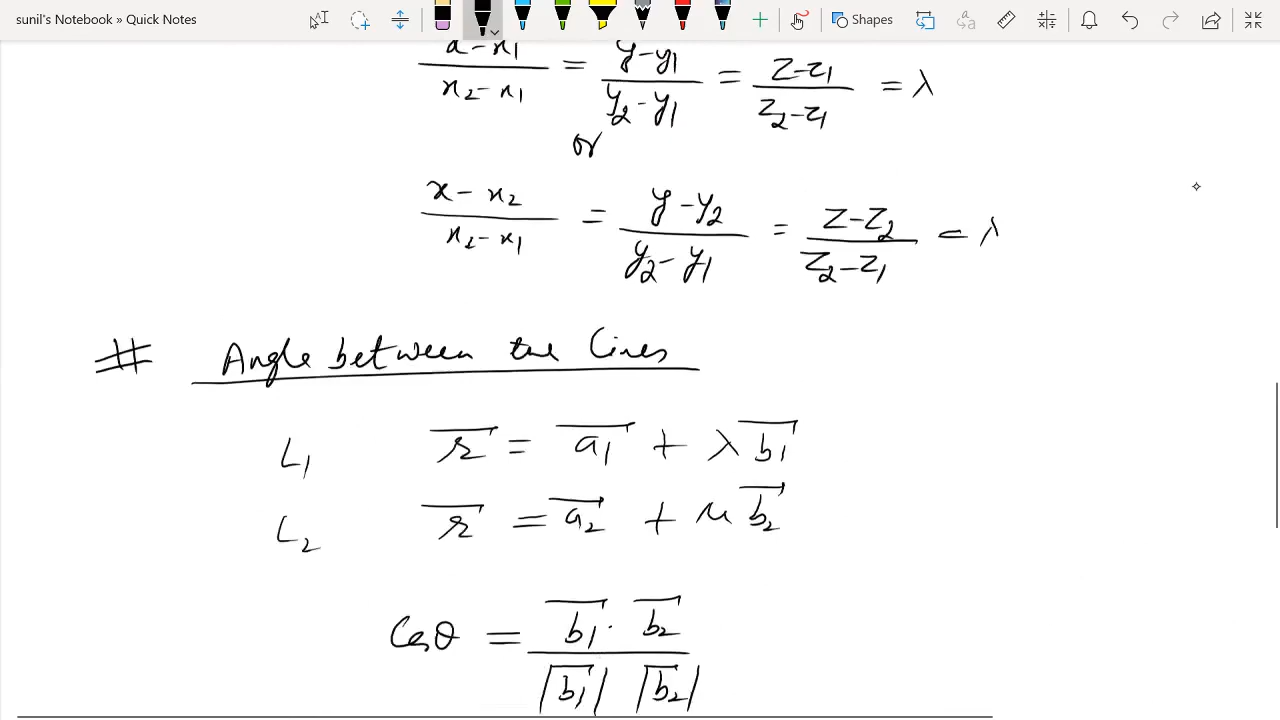 sunil's Notebook » Quick Notes
Shapes
x-x1/x2-x1 = y-y1/y2-y1 = z-z1/z2-z1 = λ
or
x-x2/x2-x1 = y-y2/y2-y1 = z-z2/z2-z1 = λ
# Angle between the lines
L1 r⃗ = a1⃗ + λ b1⃗
L2 r⃗ = a2⃗ + μ b2⃗
Cosθ = b1⃗ · b2⃗ / |b1⃗| |b2⃗|